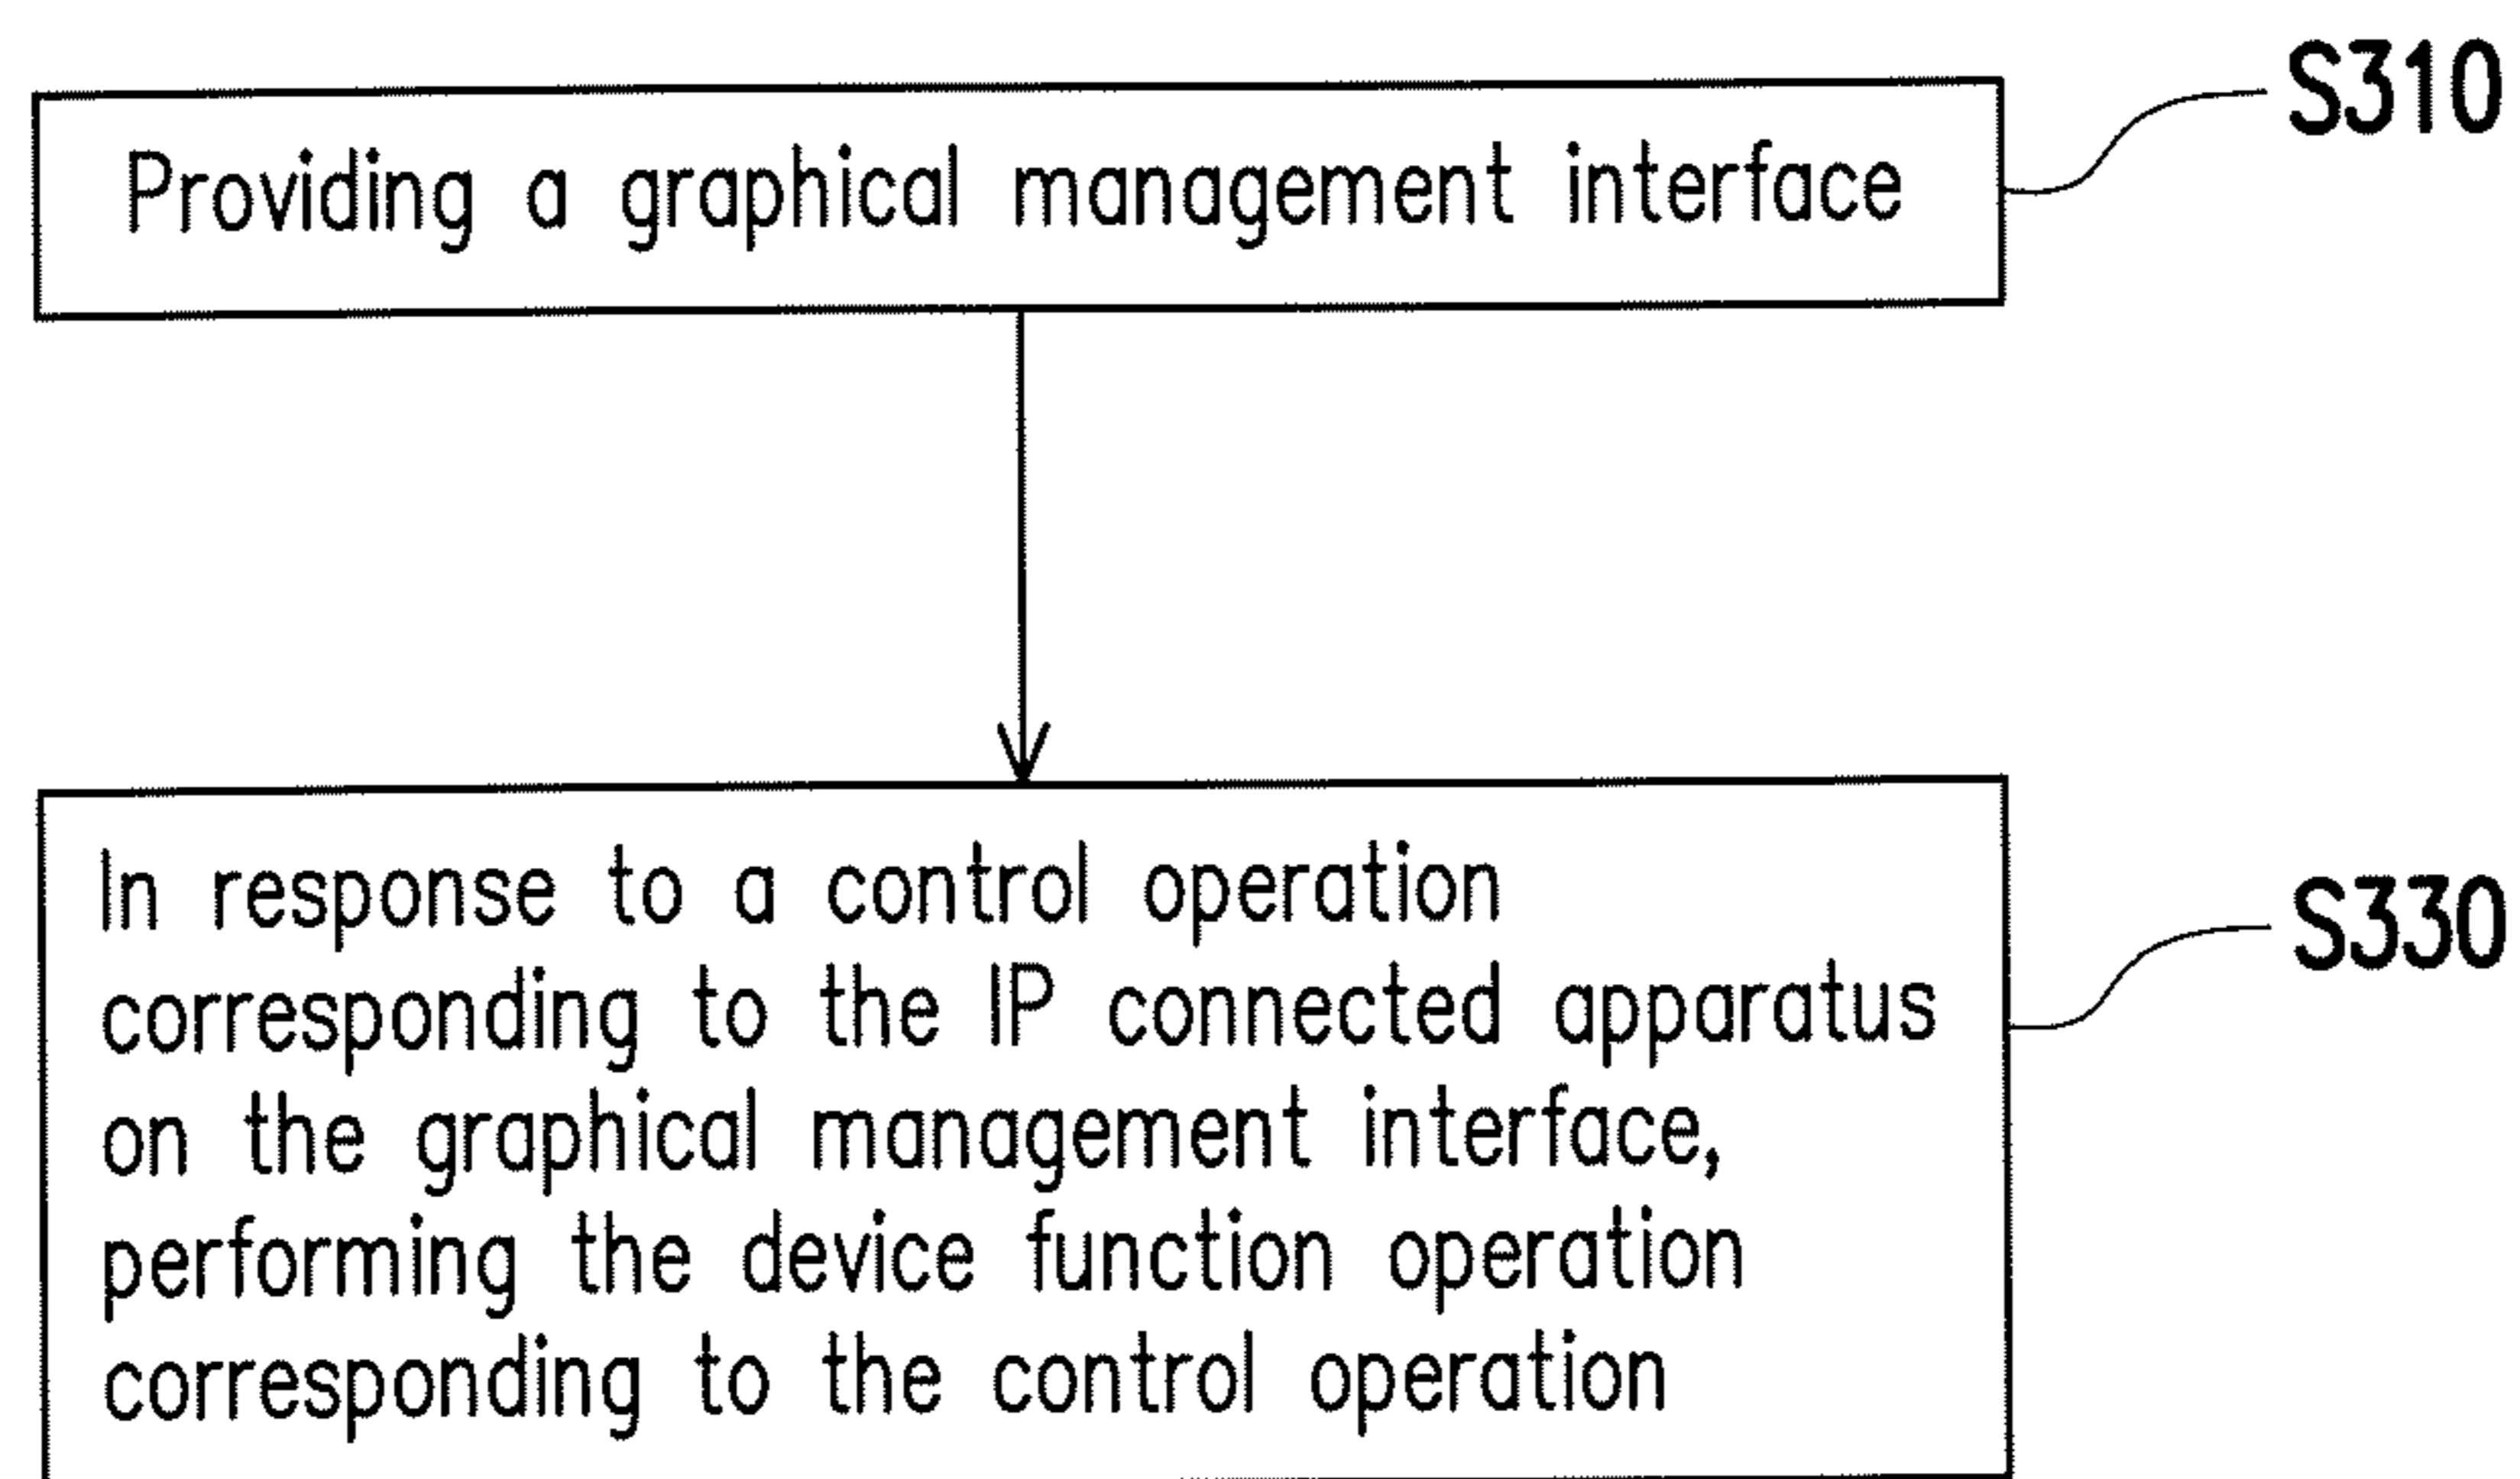 S310
Providing a graphical management interface
In response to a control operation
corresponding to the IP connected apparatus
on the graphical management interface,
performing the device function operation
corresponding to the control operation
S330